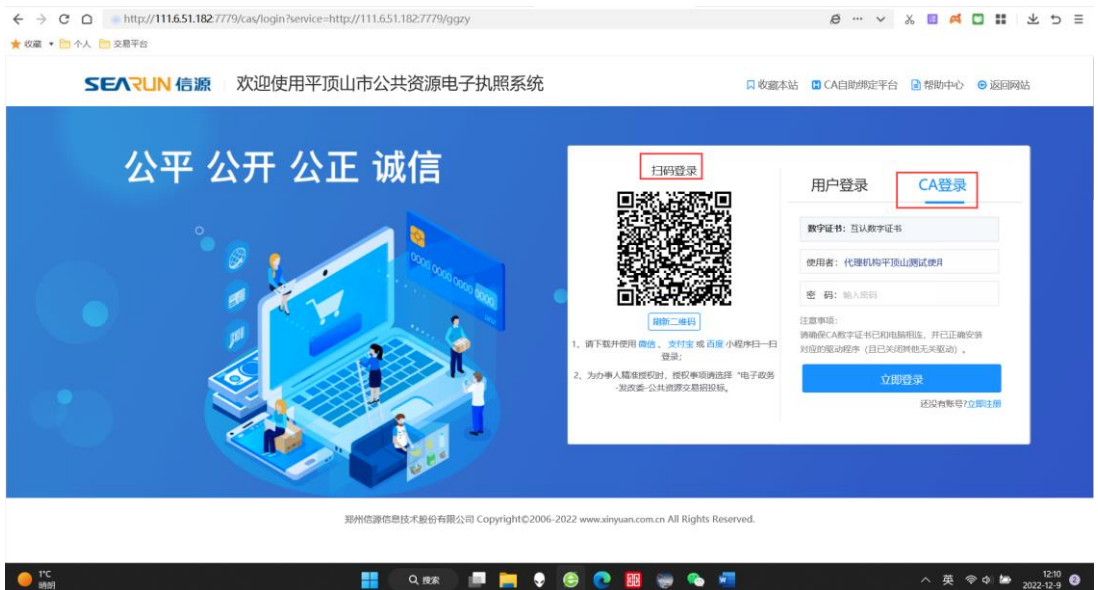 http://111.6.51.182:7779/cas/login?service=http://111.6.51.182:7779/ggzy
收藏 个人 交易平台
SEARUN 信源 欢迎使用平顶山市公共资源电子执照系统
收藏本站 CA自助绑定平台 帮助中心 返回网站
公平 公开 公正 诚信
扫码登录
刷新二维码
1、请下载并使用 微信 、 支付宝 或 百度 小程序扫一扫
登录;
2、为办事人精准授权时，授权事项请选择 “电子政务
-发改委-公共资源交易招投标。
用户登录 CA登录
数字证书: 互认数字证书
使用者: 代理机构平顶山测试使用
密 码: 输入密码
注意事项:
请确保CA数字证书已和电脑相连，并已正确安装
对应的驱动程序（且已关闭其他无关驱动）。
立即登录
还没有账号?立即注册
0000 0000 0000 0000
郑州信源信息技术股份有限公司 Copyright©2006-2022 www.xinyuan.com.cn All Rights Reserved.
1°C
晴朗
搜索
英
12:10
2022-12-9
2